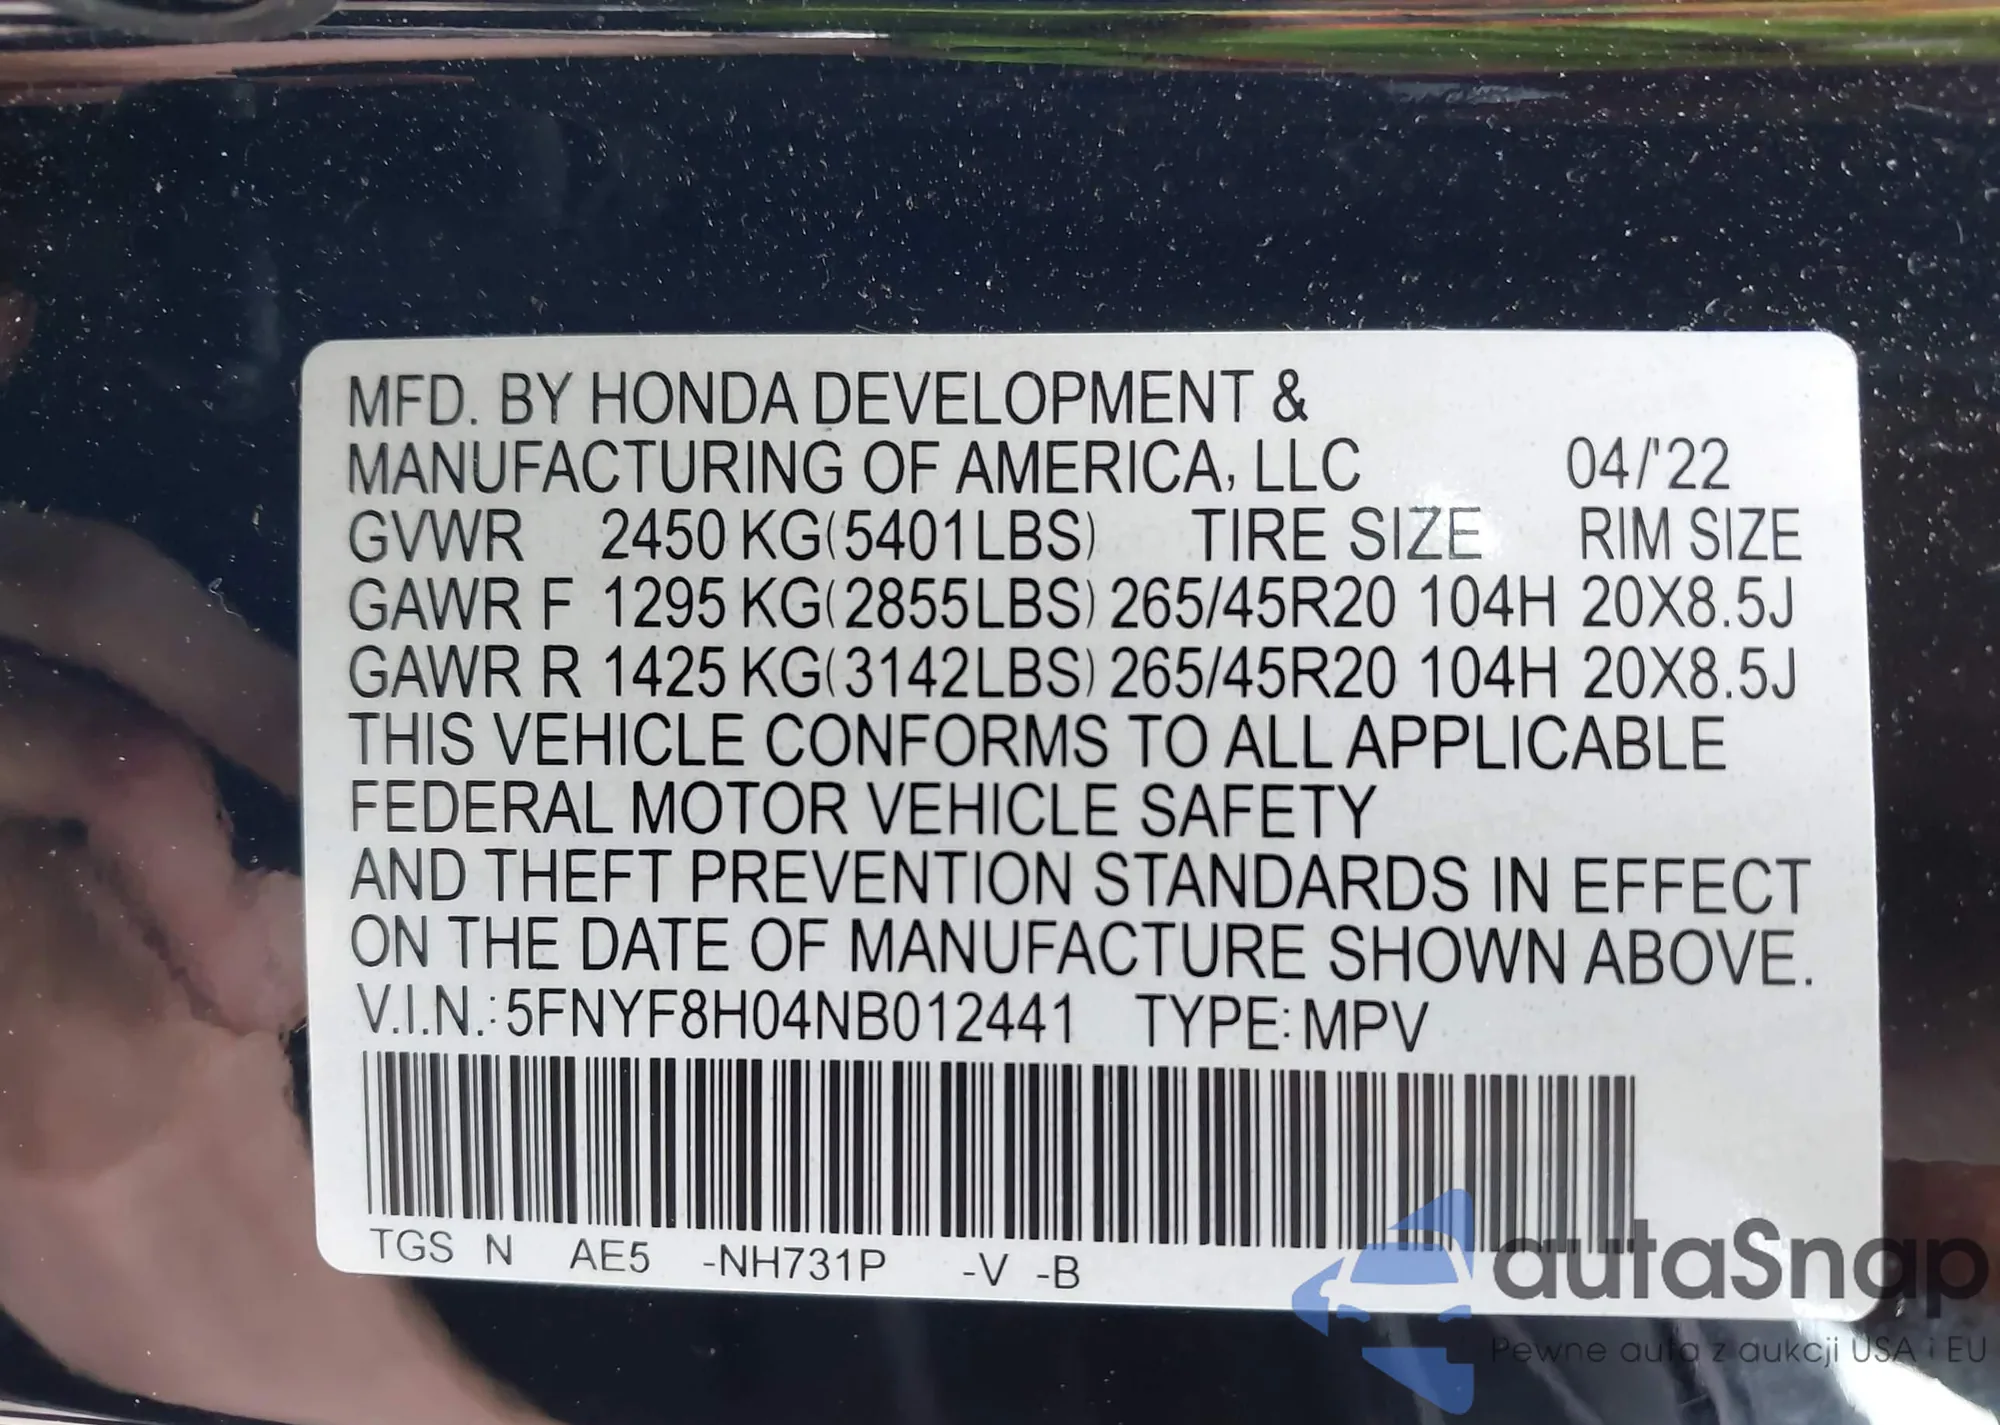 MFD. BY HONDA DEVELOPMENT &
MANUFACTURING OF AMERICA, LLC 04/'22
GVWR 2450 KG(5401LBS) TIRE SIZE RIM SIZE
GAWR F 1295 KG(2855LBS) 265/45R20 104H 20X8.5J
GAWR R 1425 KG(3142LBS) 265/45R20 104H 20X8.5J
THIS VEHICLE CONFORMS TO ALL APPLICABLE
FEDERAL MOTOR VEHICLE SAFETY
AND THEFT PREVENTION STANDARDS IN EFFECT
ON THE DATE OF MANUFACTURE SHOWN ABOVE.
V.I.N.: 5FNYF8H04NB012441 TYPE: MPV
TGS N AE5 -NH731P -V -B
autaSnap
Pewne auta z aukcji USA i EU